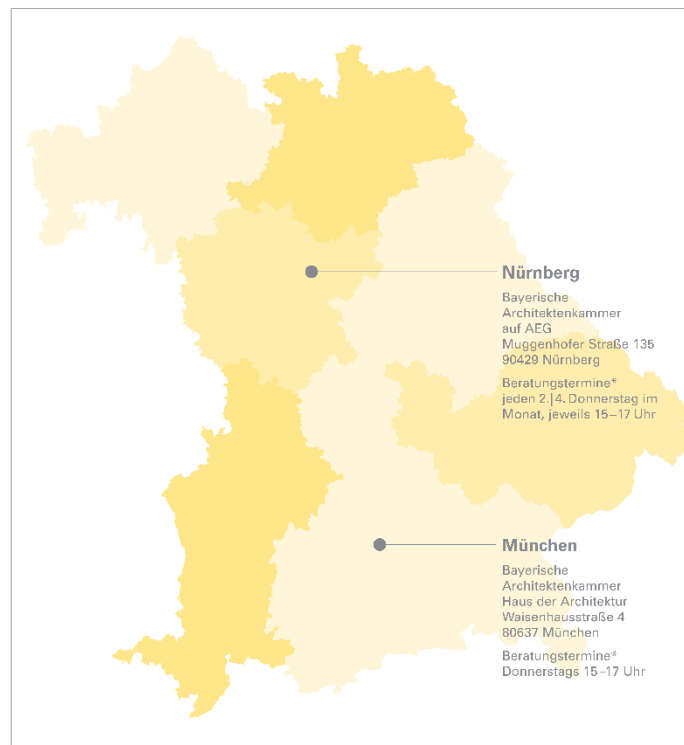 Nürnberg
Bayerische
Architektenkammer
auf AEG
Muggenhofer Straße 135
90429 Nürnberg
Beratungstermine*
jeden 2.|4. Donnerstag im
Monat, jeweils 15–17 Uhr
München
Bayerische
Architektenkammer
Haus der Architektur
Waisenhausstraße 4
80637 München
Beratungstermine*
Donnerstags 15–17 Uhr